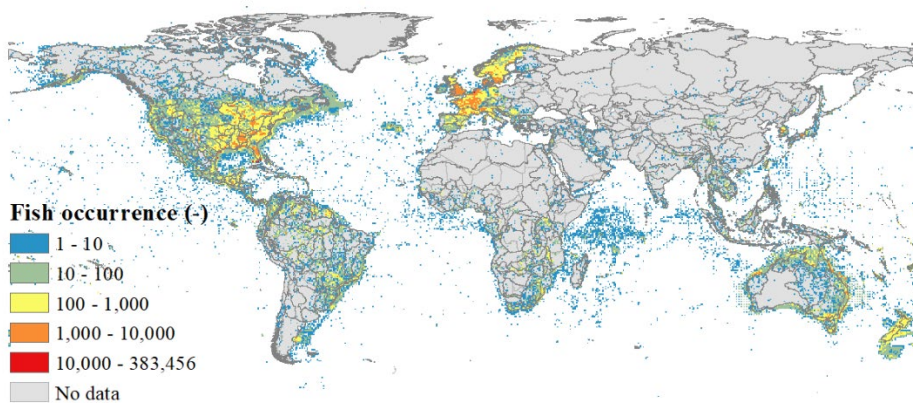 Fish occurrence (-)
1 - 10
10 - 100
100 - 1,000
1,000 - 10,000
10,000 - 383,456
No data